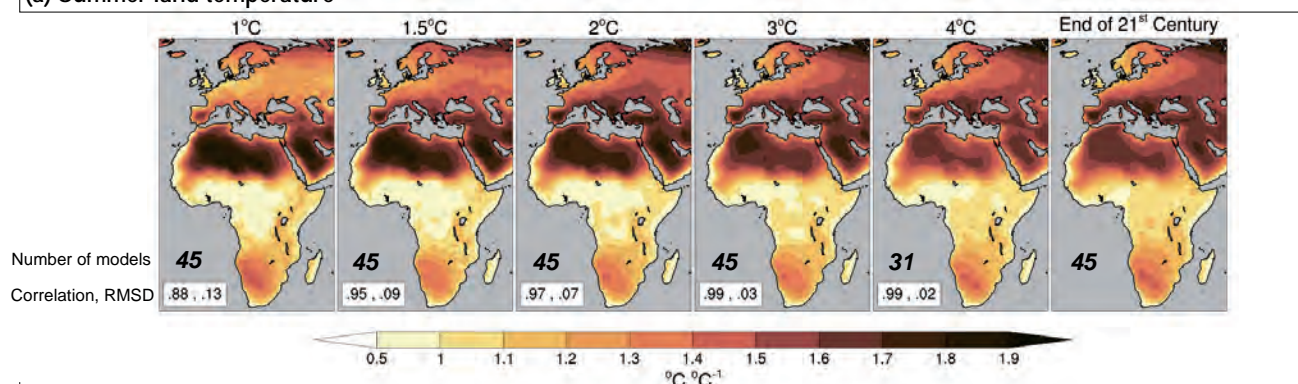 (a) Summer land temperature
1°C 1.5°C 2°C 3°C 4°C End of 21st Century
Number of models 45 45 45 45 31 45
Correlation, RMSD .88 , .13 .95 , .09 .97 , .07 .99 , .03 .99 , .02
0.5 1 1.1 1.2 1.3 1.4 1.5 1.6 1.7 1.8 1.9
°C °C-1